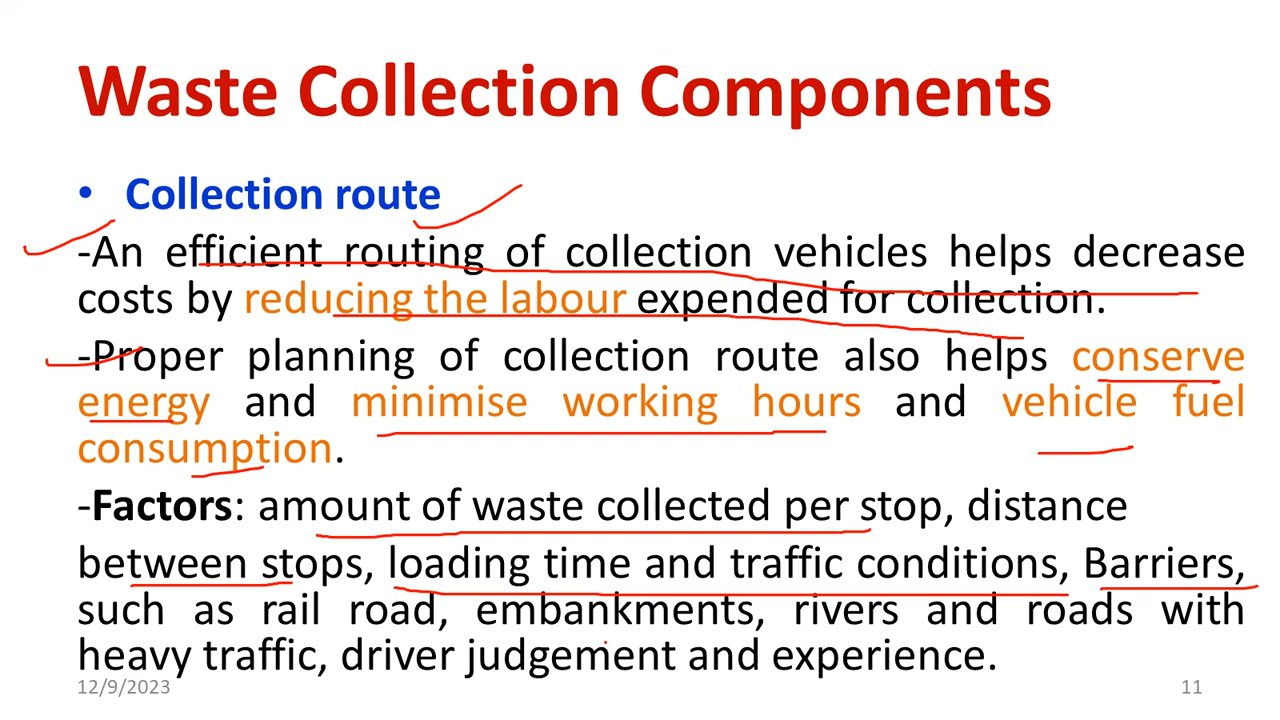 Waste Collection Components
• Collection route
-An efficient routing of collection vehicles helps decrease
costs by reducing the labour expended for collection.
-Proper planning of collection route also helps conserve
energy and minimise working hours and vehicle fuel
consumption.
-Factors: amount of waste collected per stop, distance
between stops, loading time and traffic conditions, Barriers,
such as rail road, embankments, rivers and roads with
heavy traffic, driver judgement and experience.
12/9/2023 11